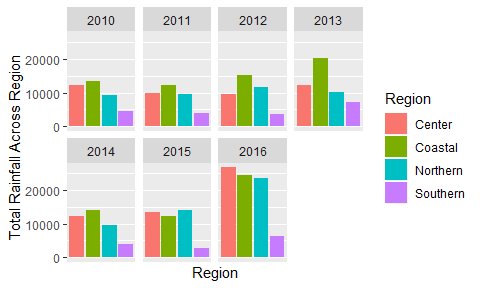 2010 2011 2012 2013
20000
10000
0
2014 2015 2016
20000
10000
0
Total Rainfall Across Region
Region
Region
Center
Coastal
Northern
Southern